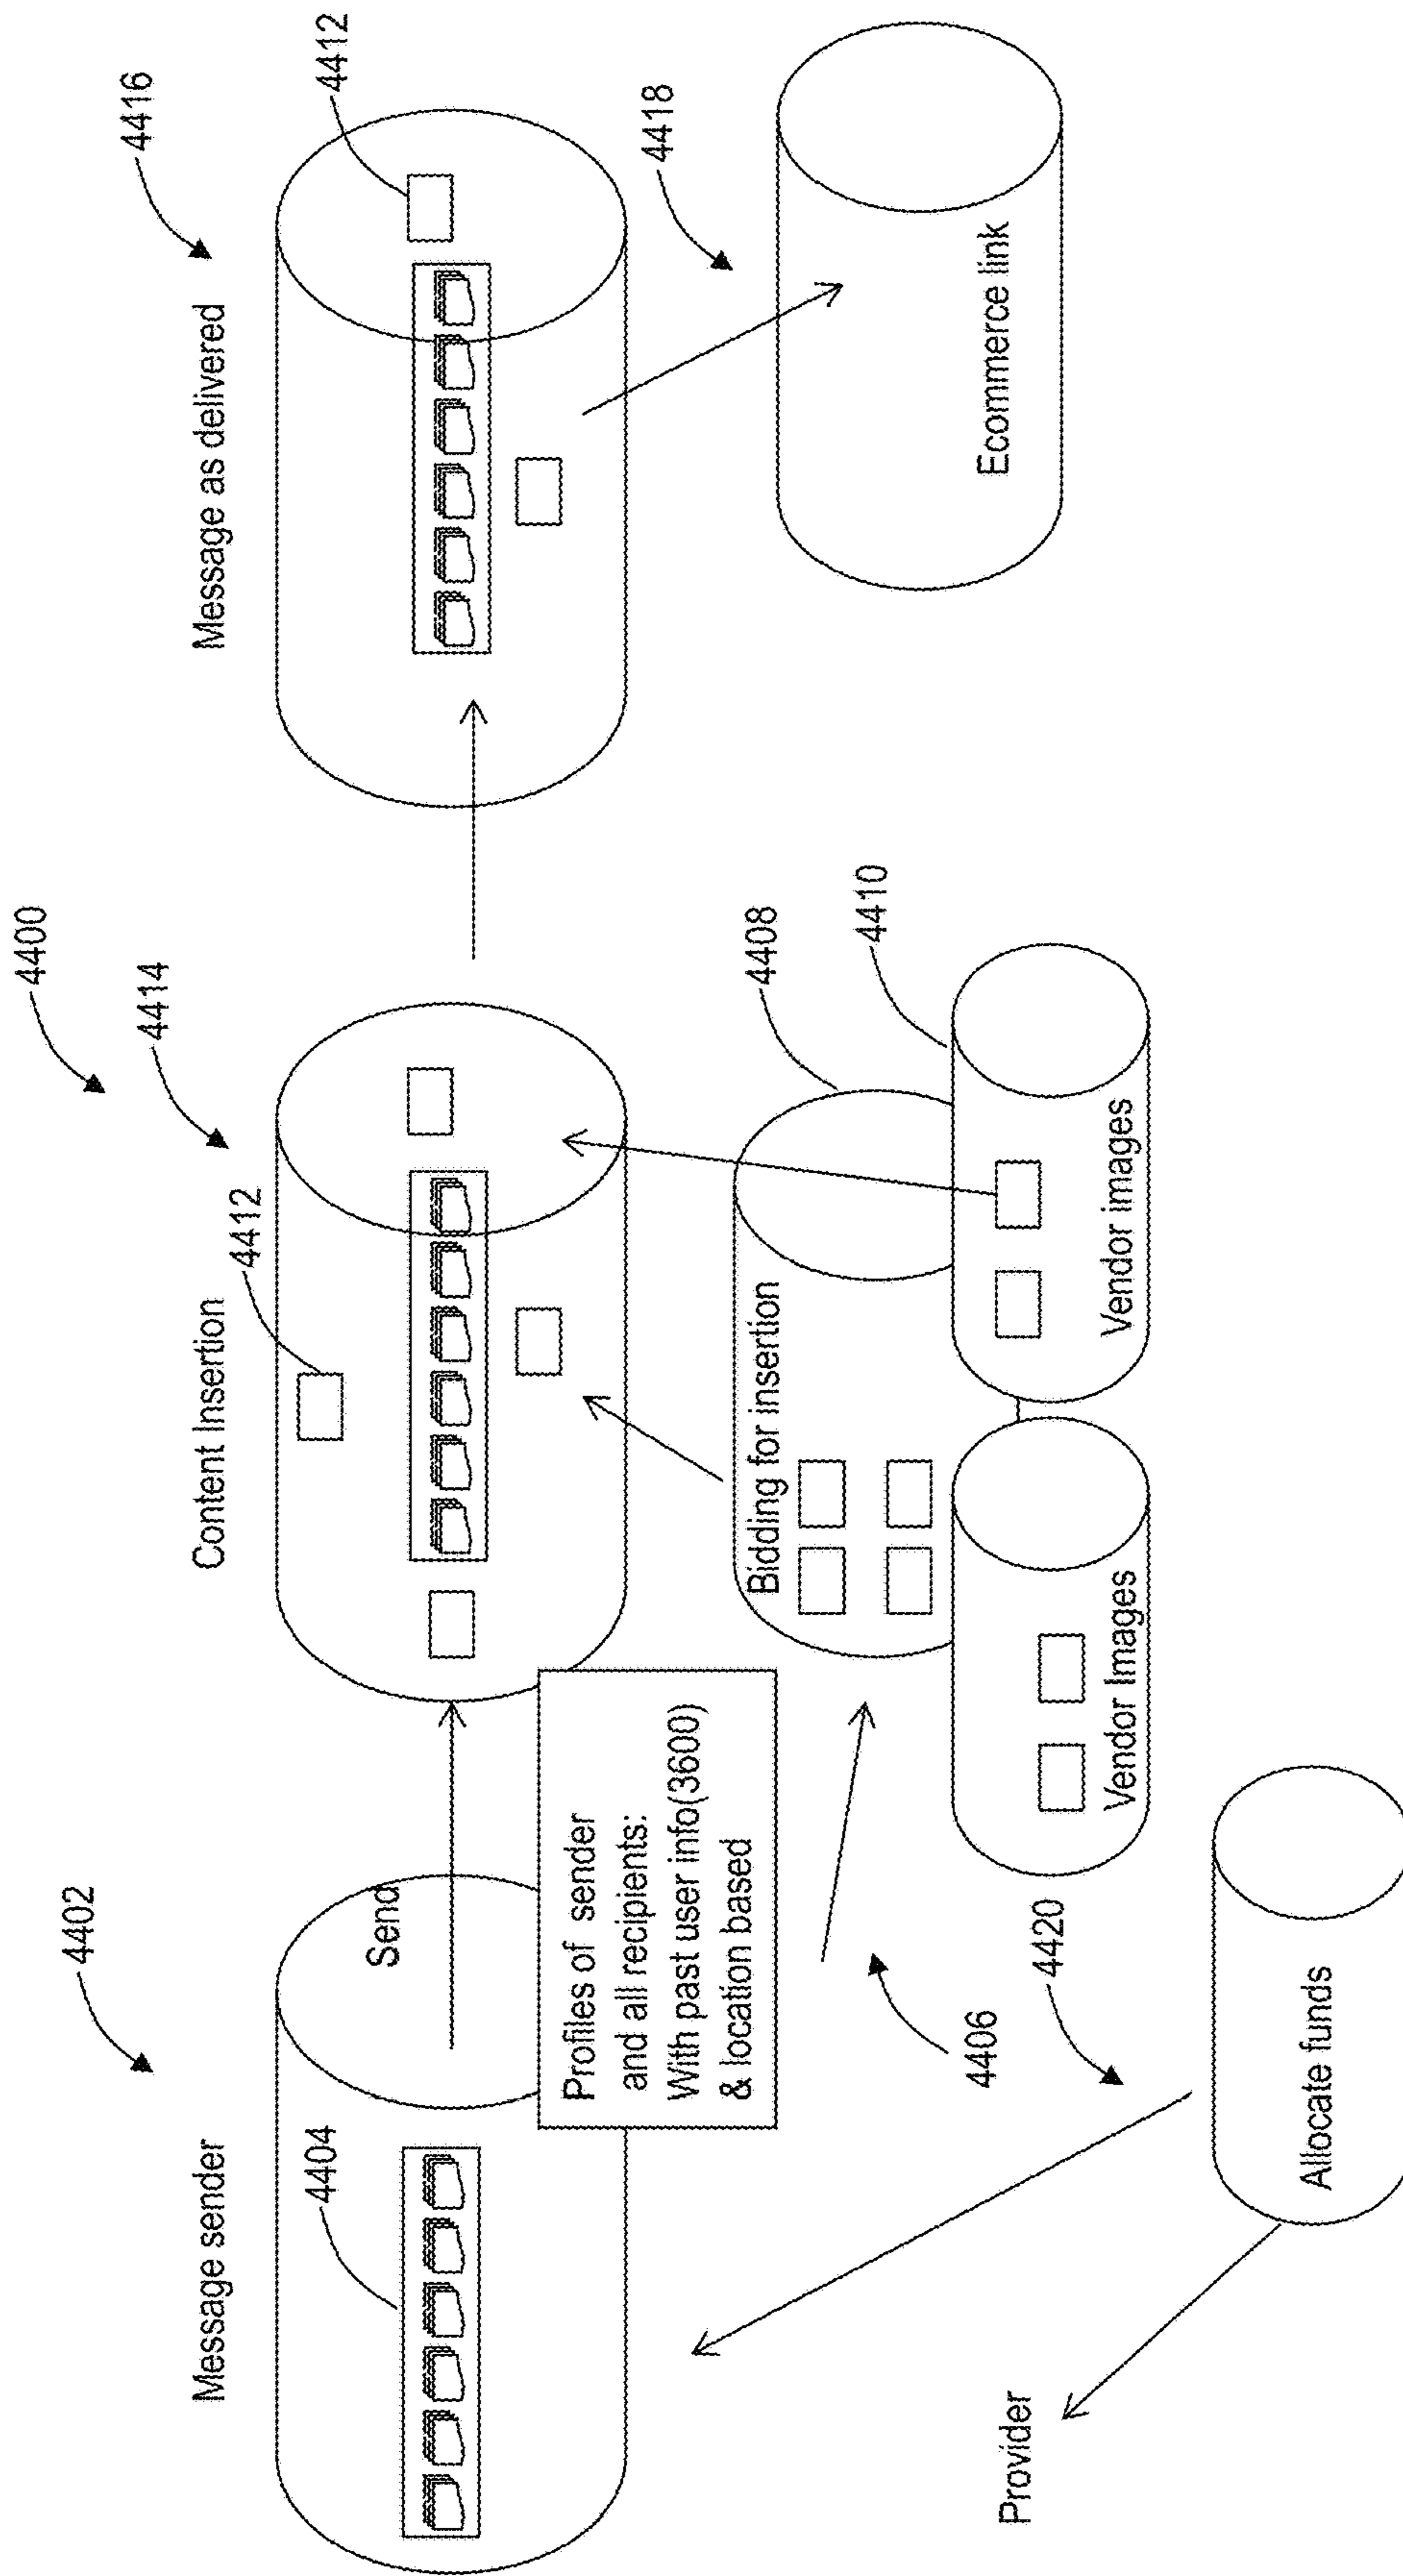 4400
4402
Message sender
4404
Send
4414
Content Insertion
4412
4416
Message as delivered
4412
Profiles of sender
and all recipients:
With past user info(3600)
& location based
4406
Bidding for insertion
4408
4410
Vendor Images
Vendor images
4418
Ecommerce link
4420
Allocate funds
Provider